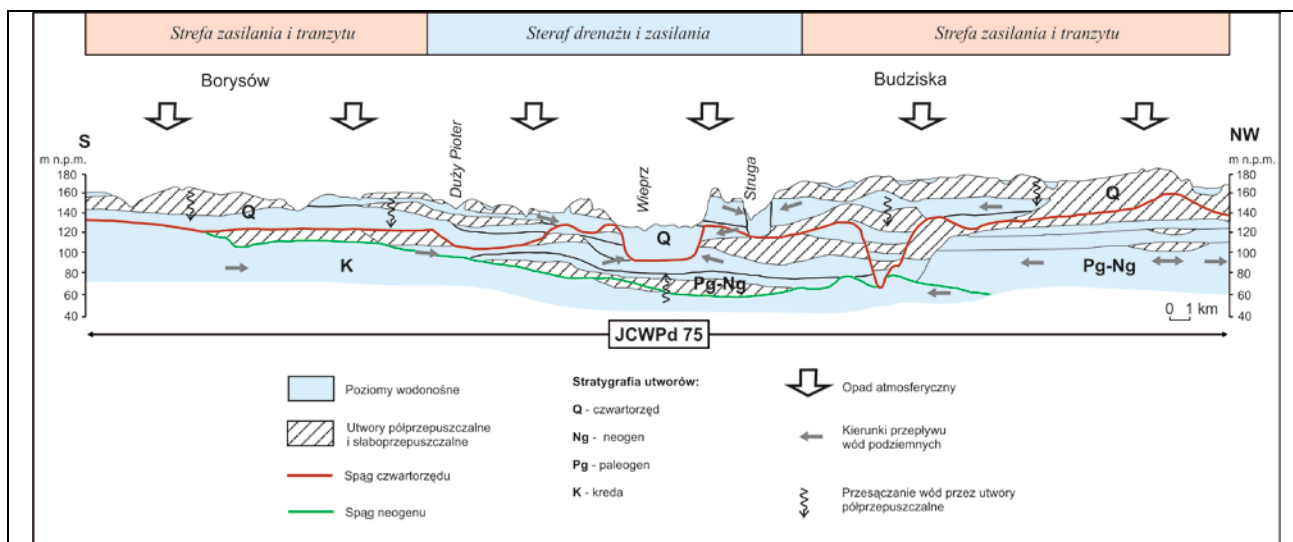 Strefa zasilania i tranzytu
Steraf drenażu i zasilania
Strefa zasilania i tranzytu
Borysów
Budziska
S
NW
m n.p.m.
m n.p.m.
Duży Pioter
Wieprz
Struga
180
160
140
120
100
80
60
40
180
160
140
120
100
80
60
40
Q
Q
Q
K
Pg-Ng
Pg-Ng
0 1 km
JCWPd 75
Poziomy wodonośne
Utwory półprzepuszczalne
i słaboprzepuszczalne
Spąg czwartorzędu
Spąg neogenu
Stratygrafia utworów:
Q - czwartorzęd
Ng - neogen
Pg - paleogen
K - kreda
Opad atmosferyczny
Kierunki przepływu
wód podziemnych
Przesączanie wód przez utwory
półprzepuszczalne